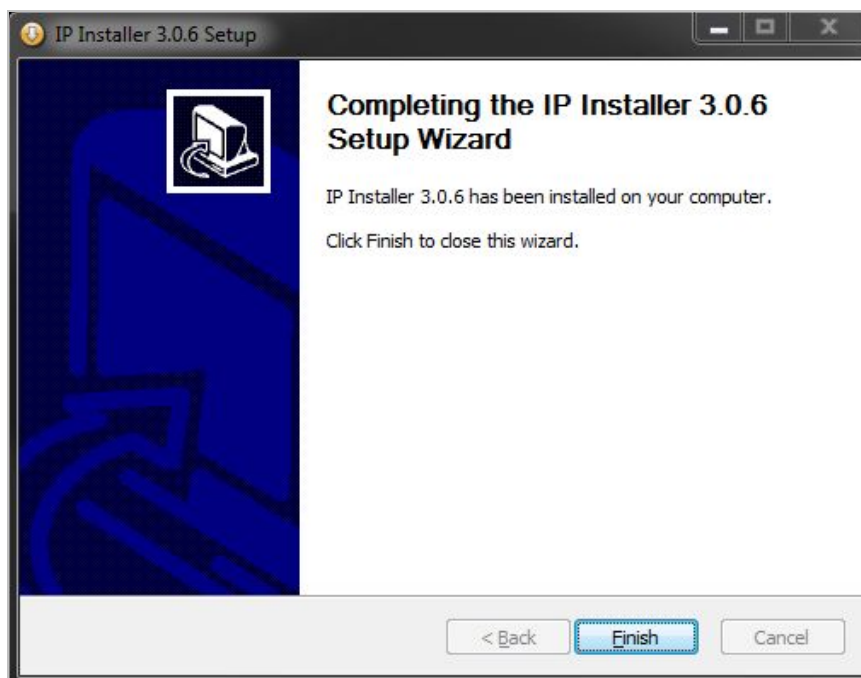 IP Installer 3.0.6 Setup
Completing the IP Installer 3.0.6
Setup Wizard
IP Installer 3.0.6 has been installed on your computer.
Click Finish to close this wizard.
< Back
Finish
Cancel